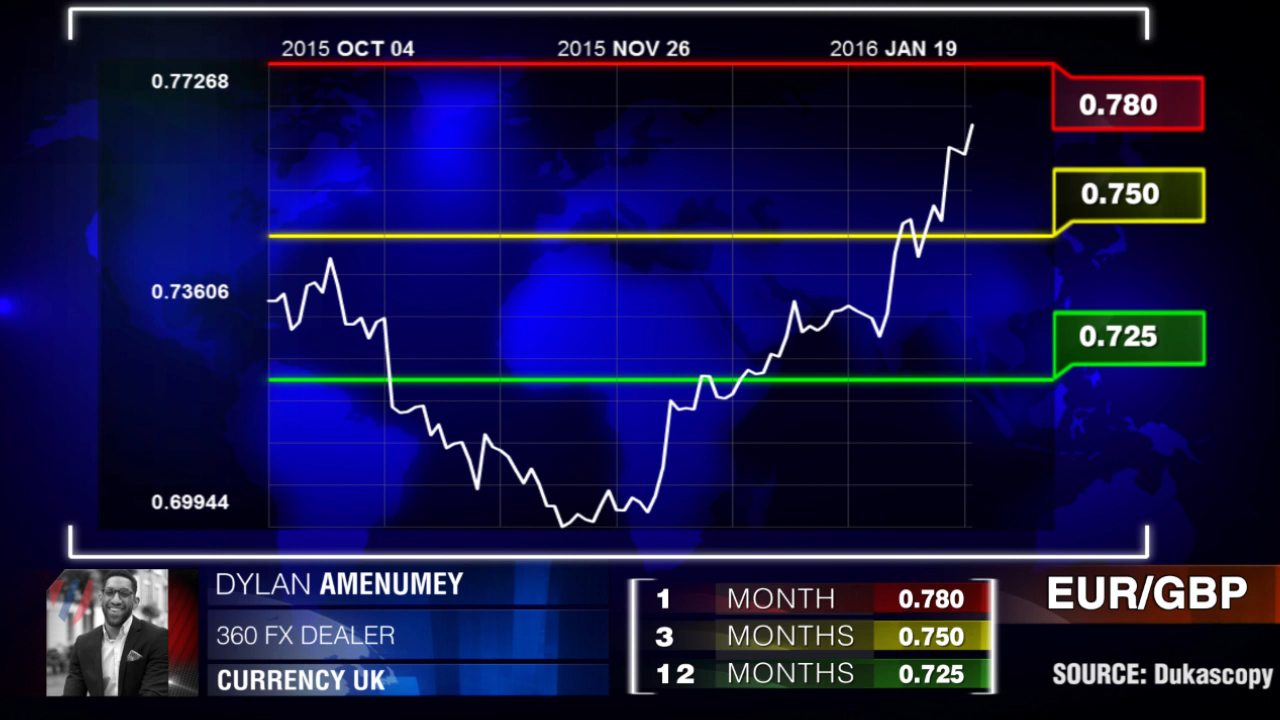 2015 OCT 04 2015 NOV 26 2016 JAN 19
0.77268
0.780
0.750
0.73606
0.725
0.69944
DYLAN AMENUMEY
360 FX DEALER
CURRENCY UK
1 MONTH 0.780
3 MONTHS 0.750
12 MONTHS 0.725
EUR/GBP
SOURCE: Dukascopy